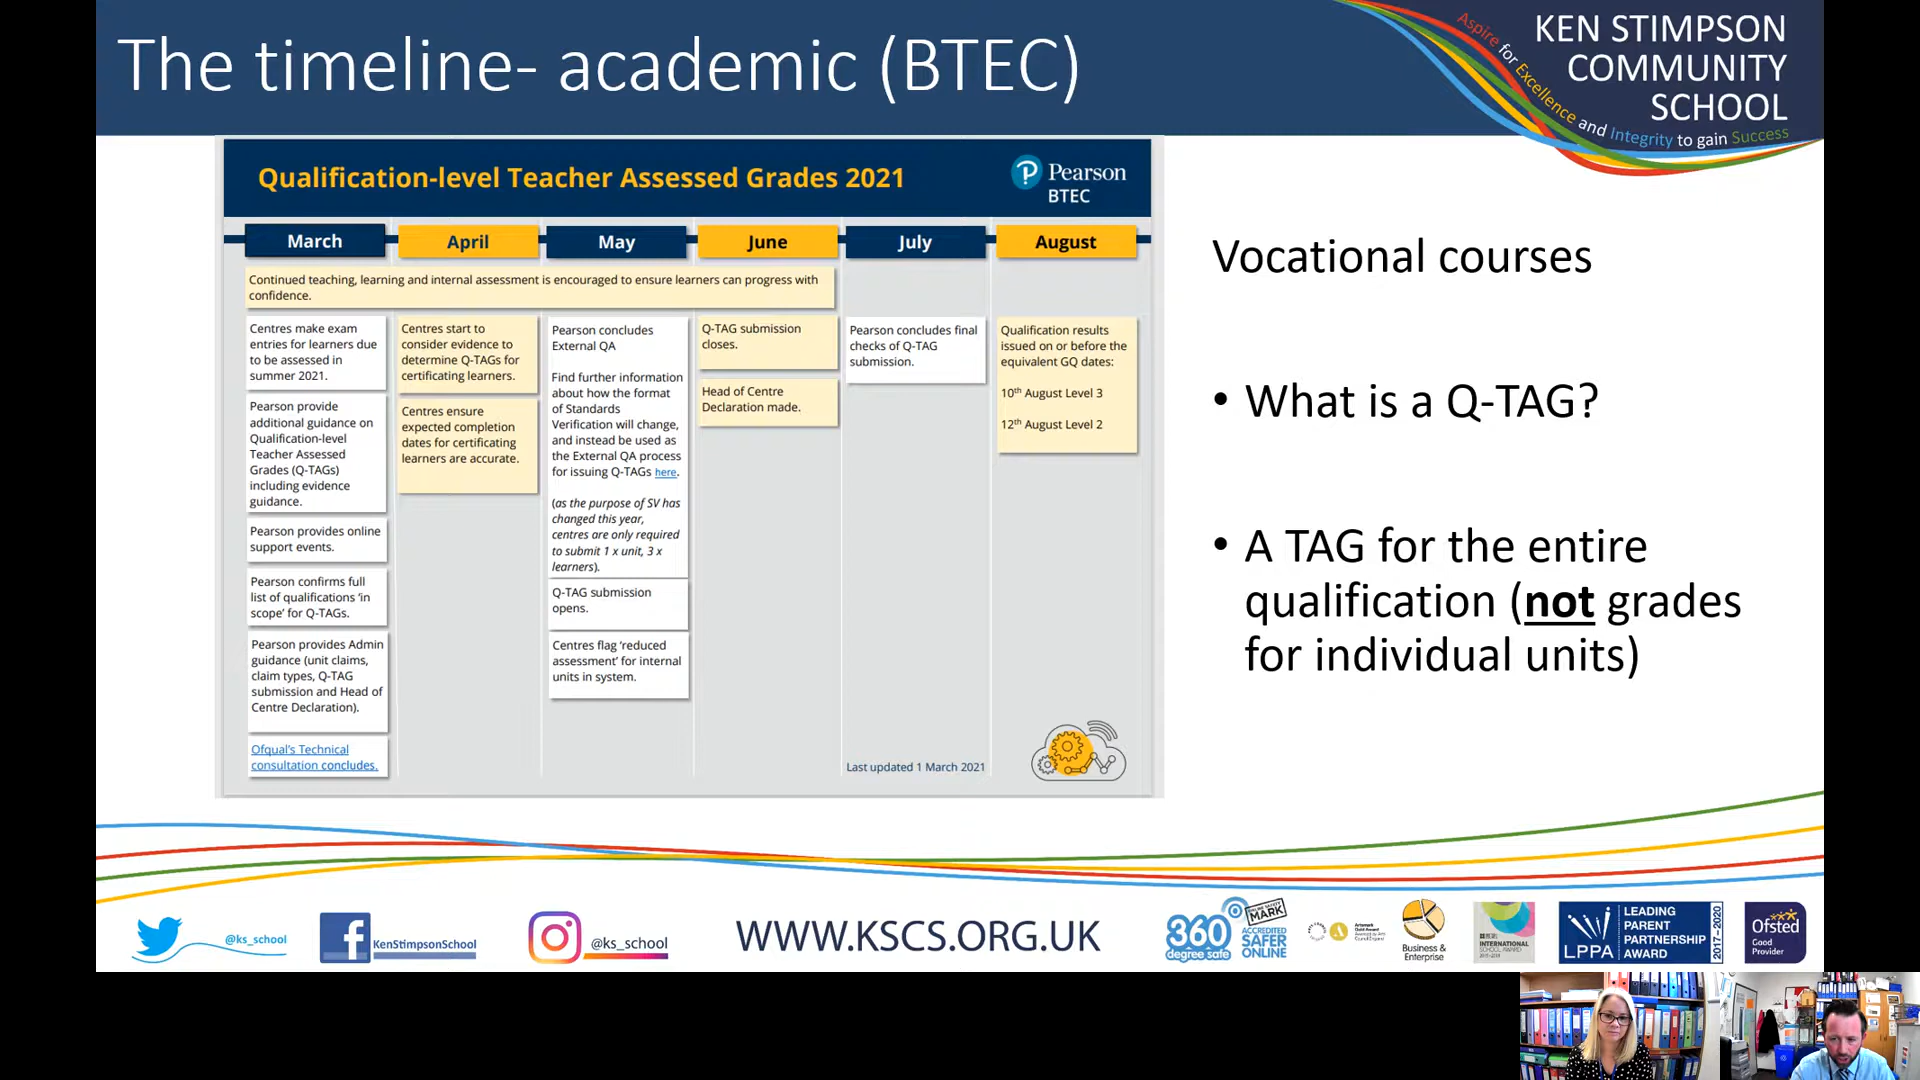 The timeline- academic (BTEC)
KEN STIMPSON
COMMUNITY
SCHOOL
Aspire for Excellence and Integrity to gain Success
Qualification-level Teacher Assessed Grades 2021
Pearson
BTEC
March
April
May
June
July
August
Continued teaching, learning and internal assessment is encouraged to ensure learners can progress with
confidence.
Centres make exam
entries for learners due
to be assessed in
summer 2021.
Pearson provide
additional guidance on
Qualification-level
Teacher Assessed
Grades (Q-TAGs)
including evidence
guidance.
Pearson provides online
support events.
Pearson confirms full
list of qualifications 'in
scope' for Q-TAGs.
Pearson provides Admin
guidance (unit claims,
claim types, Q-TAG
submission and Head of
Centre Declaration).
Ofqual's Technical
consultation concludes.
Centres start to
consider evidence to
determine Q-TAGs for
certificating learners.
Centres ensure
expected completion
dates for certificating
learners are accurate.
Pearson concludes
External QA
Find further information
about how the format
of Standards
Verification will change,
and instead be used as
the External QA process
for issuing Q-TAGs here.
(as the purpose of SV has
changed this year,
centres are only required
to submit 1 x unit, 3 x
learners).
Q-TAG submission
opens.
Centres flag 'reduced
assessment' for internal
units in system.
Q-TAG submission
closes.
Head of Centre
Declaration made.
Pearson concludes final
checks of Q-TAG
submission.
Qualification results
issued on or before the
equivalent GQ dates:
10th August Level 3
12th August Level 2
Last updated 1 March 2021
Vocational courses
• What is a Q-TAG?
• A TAG for the entire
qualification (not grades
for individual units)
@ks_school
KenStimpsonSchool
@ks_school
WWW.KSCS.ORG.UK
360
degree safe
ONLINE SAFETY
MARK
ACCREDITED
SAFER
ONLINE
Business &
Enterprise
INTERNATIONAL
SCHOOL AWARD
LPPA
LEADING
PARENT
PARTNERSHIP
AWARD
2017-2020
Ofsted
Good
Provider